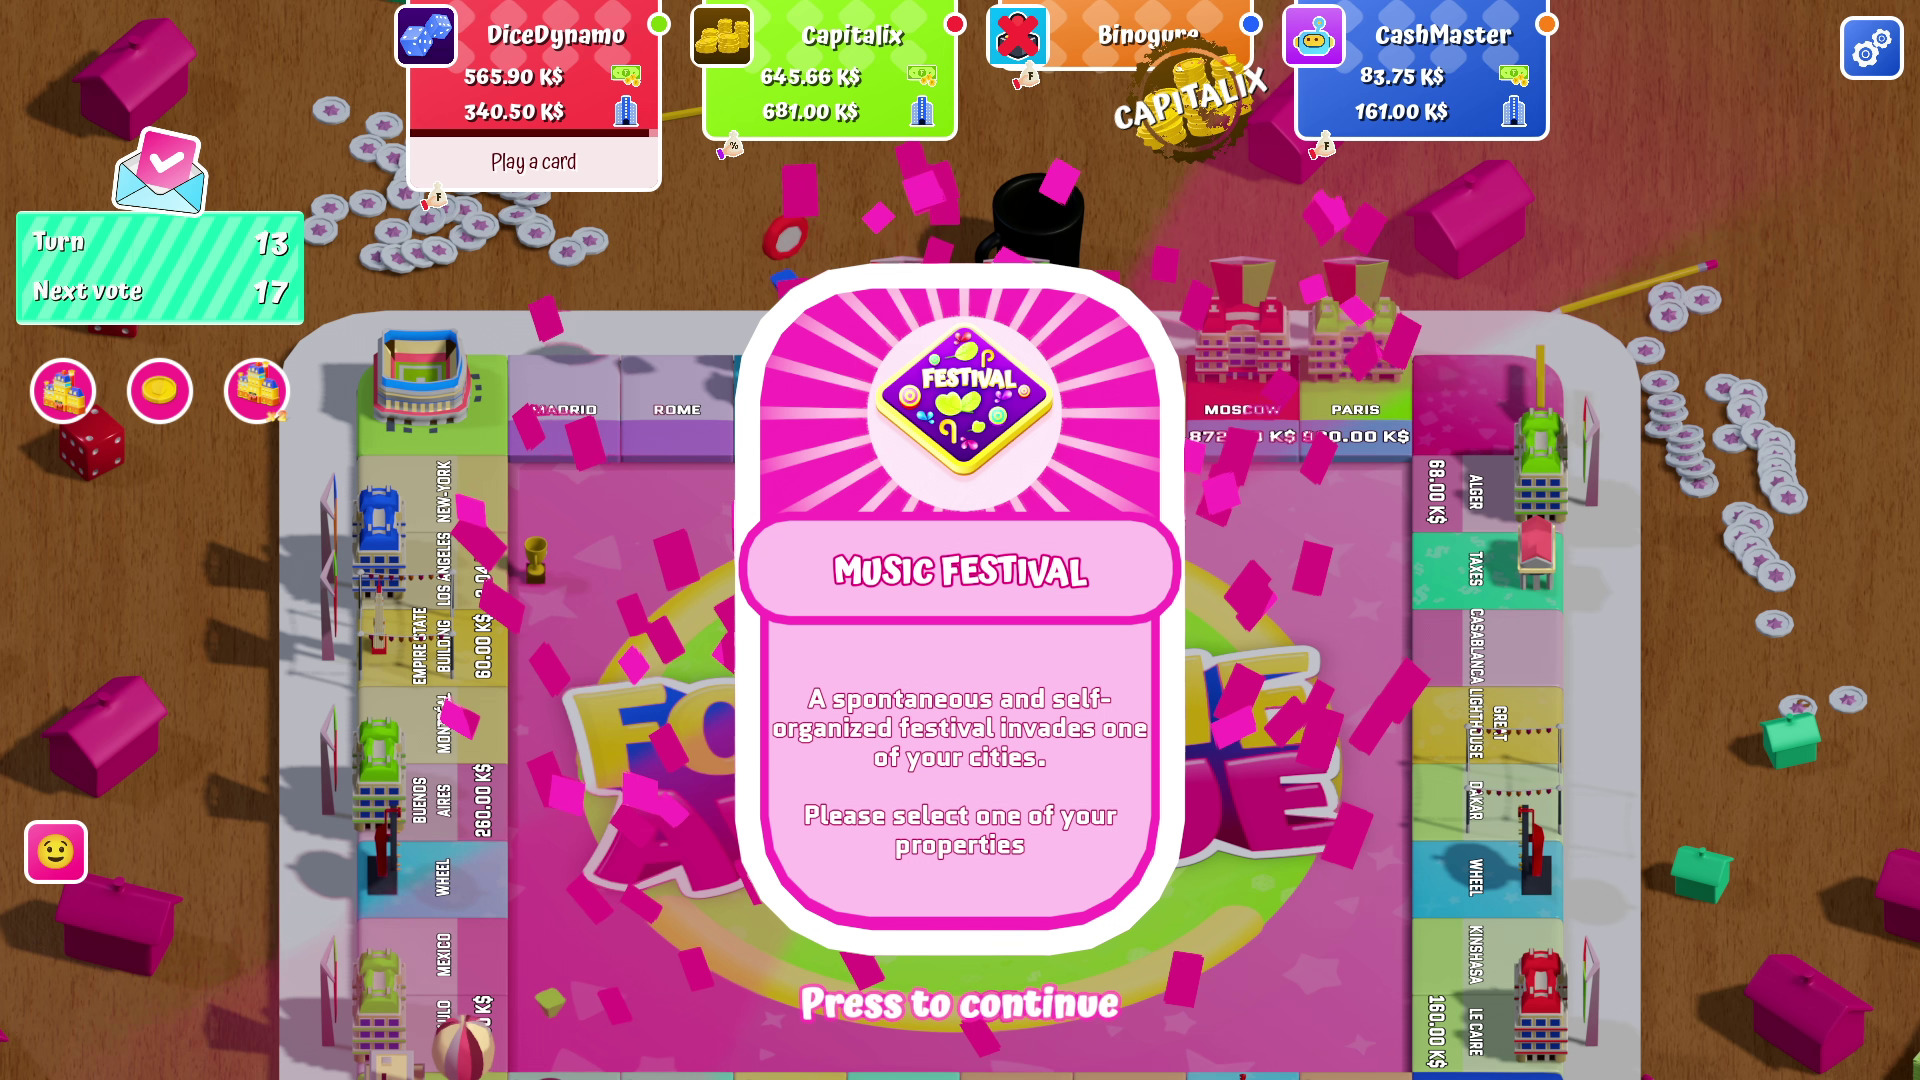 DiceDynamo
565.90 K$
340.50 K$
Play a card
F
Capitalix
645.66 K$
681.00 K$
%
Binogure
F
CAPITALIX
CashMaster
83.75 K$
161.00 K$
F
Turn 13
Next vote 17
x2
MADRID
ROME
MOSCOW
PARIS
NEW-YORK
LOS ANGELES
EMPIRE STATE
BUILDING
60.00 K$
MONTRÉAL
BUENOS
AIRES
260.00 K$
WHEEL
MEXICO
68.00 K$
ALGER
TAXES
CASABLANCA
GREAT
LIGHTHOUSE
DAKAR
WHEEL
KINSHASA
LE CAIRE
160.00 K$
FESTIVAL
MUSIC FESTIVAL
A spontaneous and self-
organized festival invades one
of your cities.
Please select one of your
properties
Press to continue